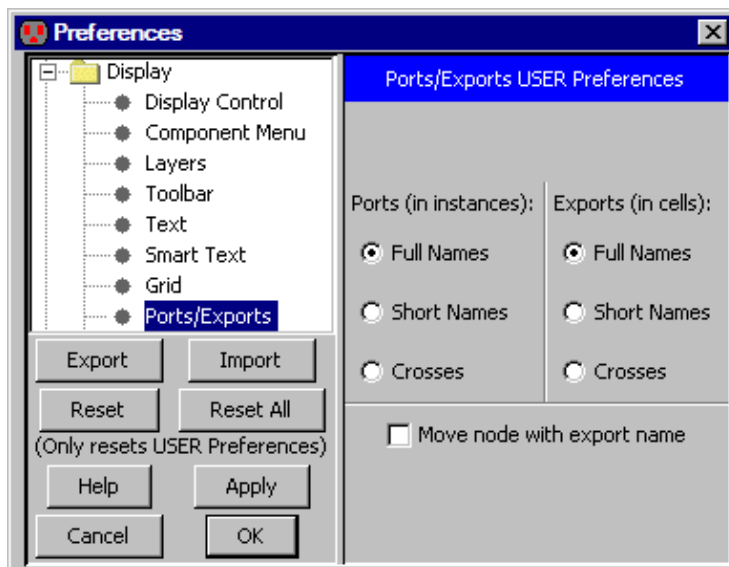 Preferences
Display
Display Control
Component Menu
Layers
Toolbar
Text
Smart Text
Grid
Ports/Exports
Export Import
Reset Reset All
(Only resets USER Preferences)
Help Apply
Cancel OK
Ports/Exports USER Preferences
Ports (in instances): Exports (in cells):
Full Names Full Names
Short Names Short Names
Crosses Crosses
Move node with export name